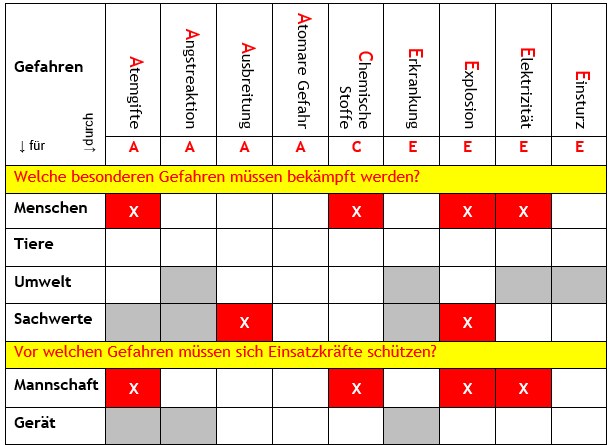 Gefahren
↓ für
↑durch
Atemgifte
Angstreaktion
Ausbreitung
Atomare Gefahr
Chemische
Stoffe
Erkrankung
Explosion
Elektrizität
Einsturz
A A A A C E E E E
Welche besonderen Gefahren müssen bekämpft werden?
Menschen X X X X
Tiere
Umwelt
Sachwerte X X
Vor welchen Gefahren müssen sich Einsatzkräfte schützen?
Mannschaft X X X X
Gerät